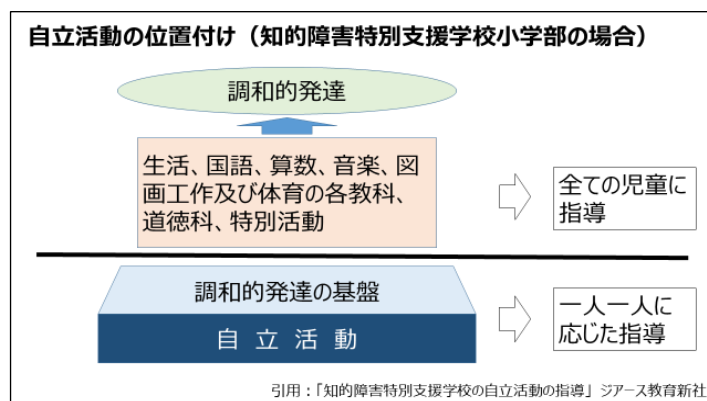 自立活動の位置付け（知的障害特別支援学校小学部の場合）
調和的発達
生活、国語、算数、音楽、図
画工作及び体育の各教科、
道徳科、特別活動
全ての児童に
指導
調和的発達の基盤
自立活動
一人一人に
応じた指導
引用：「知的障害特別支援学校の自立活動の指導」ジアース教育新社